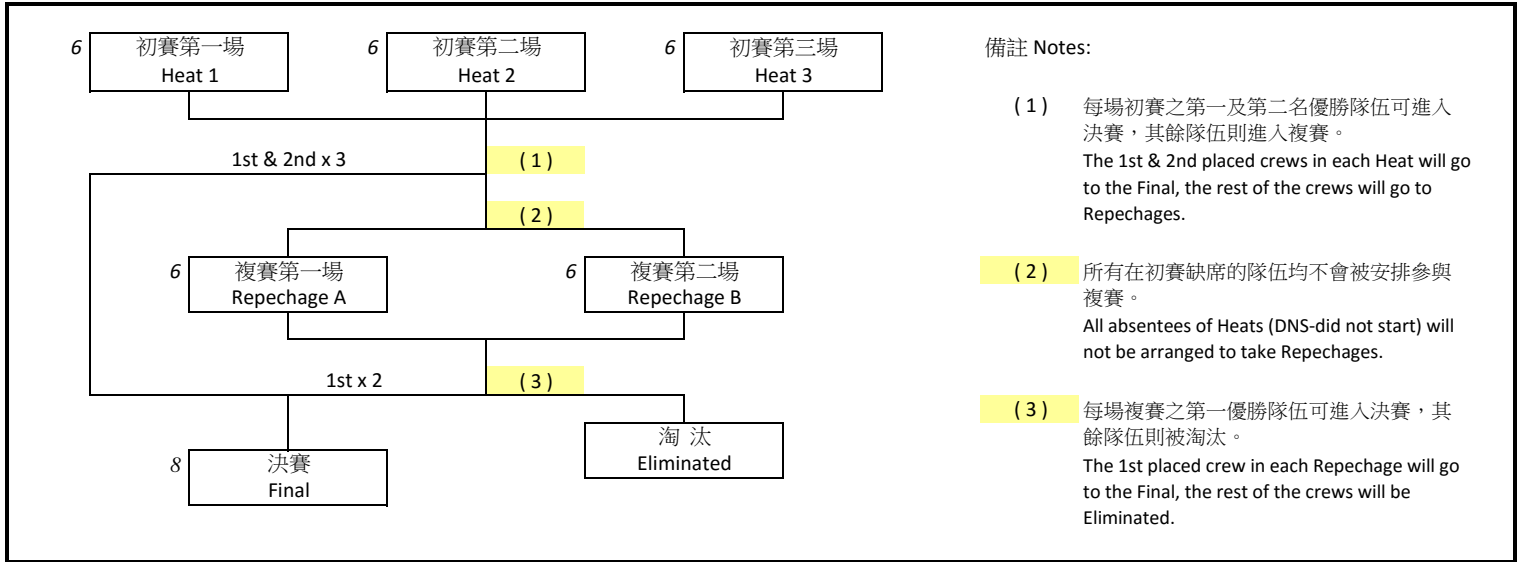 6 初賽第一場
Heat 1
6 初賽第二場
Heat 2
6 初賽第三場
Heat 3
1st & 2nd x 3
( 1 )
( 2 )
6 複賽第一場
Repechage A
6 複賽第二場
Repechage B
1st x 2
( 3 )
8 決賽
Final
淘 汰
Eliminated
備註 Notes:
( 1 ) 每場初賽之第一及第二名優勝隊伍可進入
決賽，其餘隊伍則進入複賽。
The 1st & 2nd placed crews in each Heat will go
to the Final, the rest of the crews will go to
Repechages.
( 2 ) 所有在初賽缺席的隊伍均不會被安排參與
複賽。
All absentees of Heats (DNS-did not start) will
not be arranged to take Repechages.
( 3 ) 每場複賽之第一優勝隊伍可進入決賽，其
餘隊伍則被淘汰。
The 1st placed crew in each Repechage will go
to the Final, the rest of the crews will be
Eliminated.